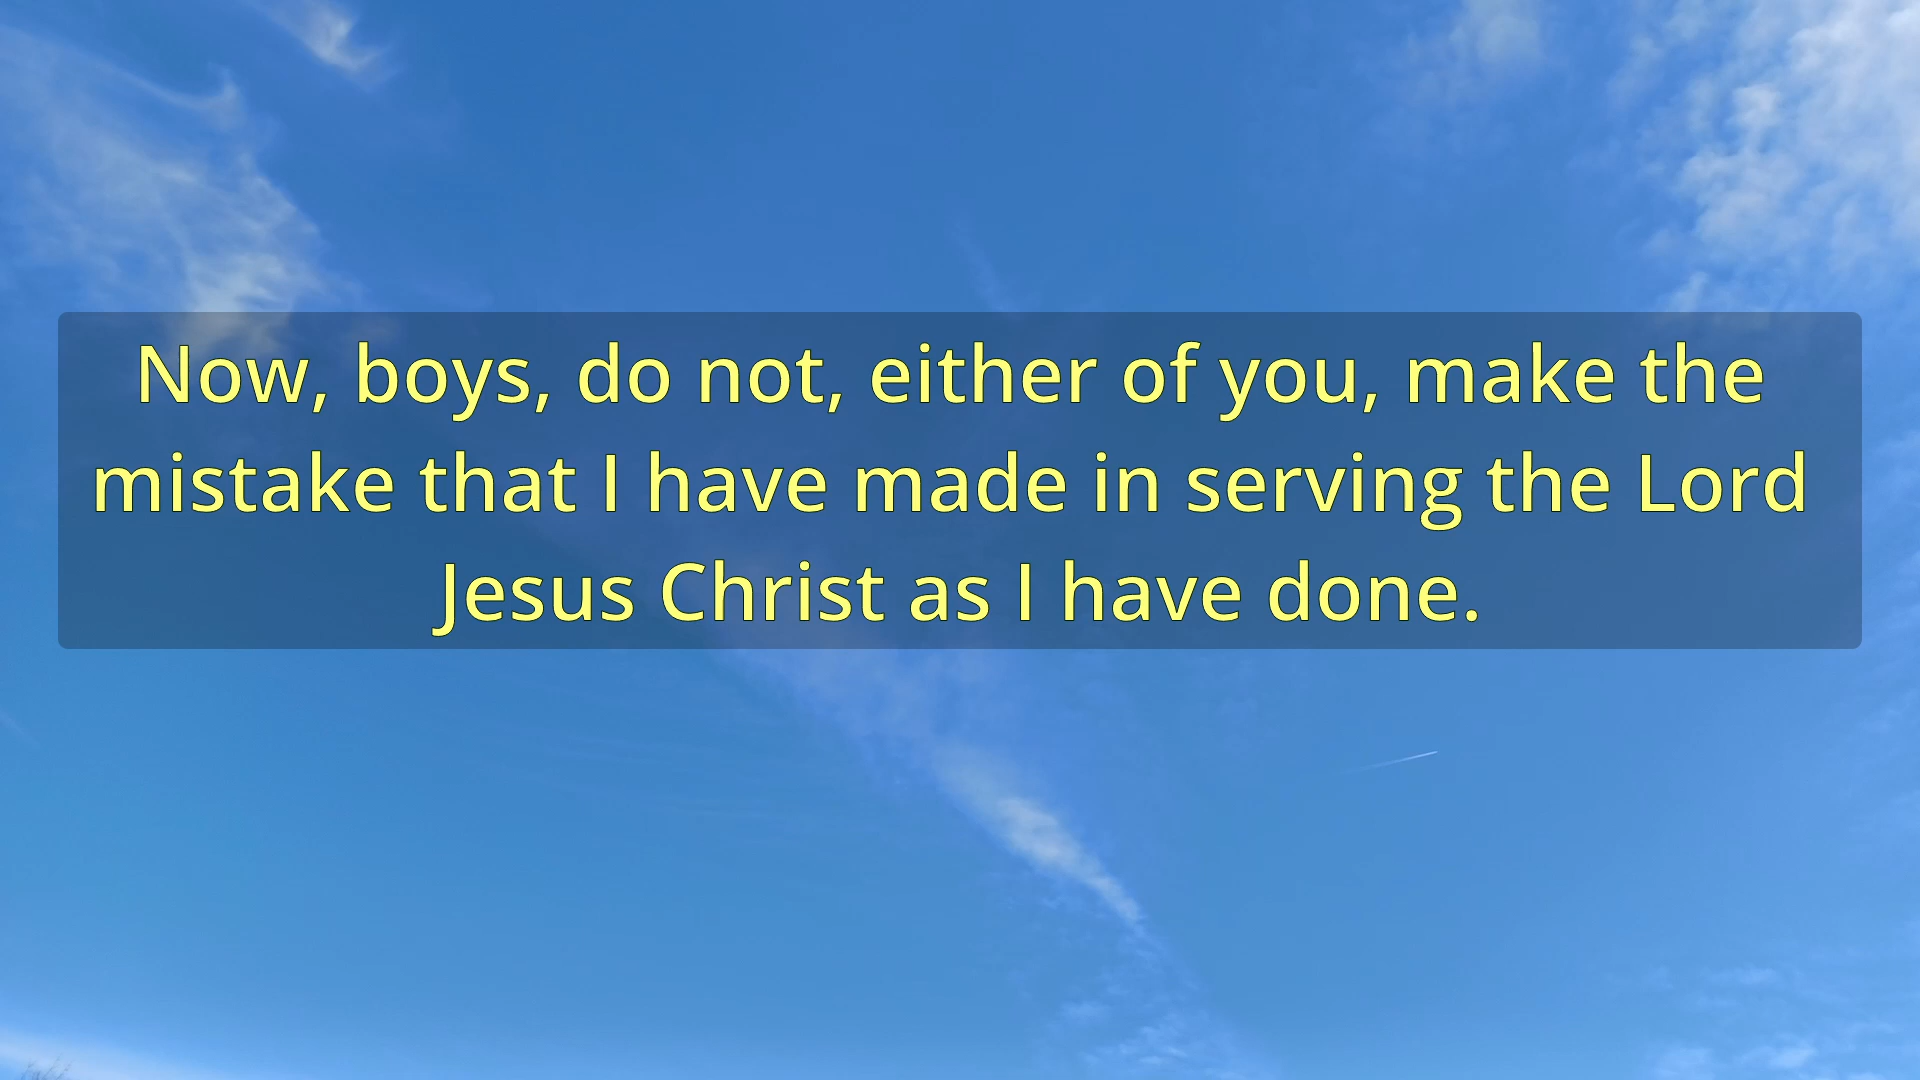 Now, boys, do not, either of you, make the
mistake that I have made in serving the Lord
Jesus Christ as I have done.